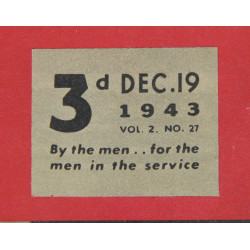 3d DEC.19
1943
VOL. 2. NO. 27
By the men . . for the
men in the service